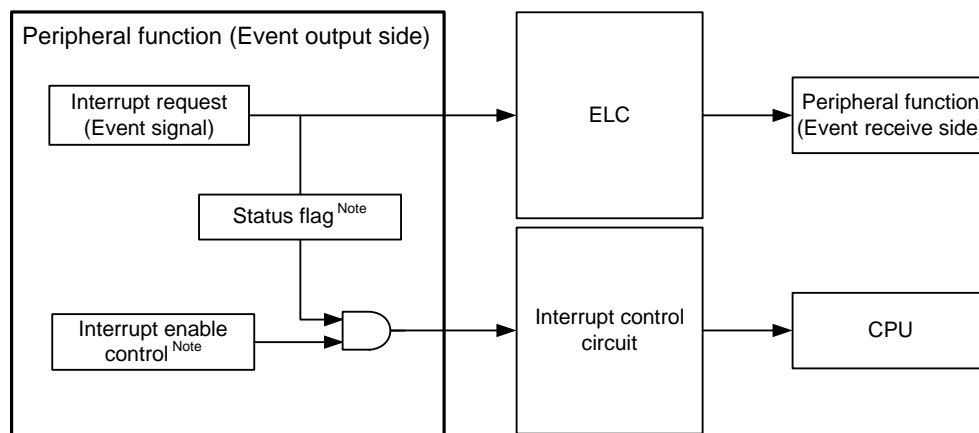 Peripheral function (Event output side)
Interrupt request
(Event signal)
ELC
Peripheral function
(Event receive side
Status flag Note
Interrupt enable
control Note
Interrupt control
circuit
CPU